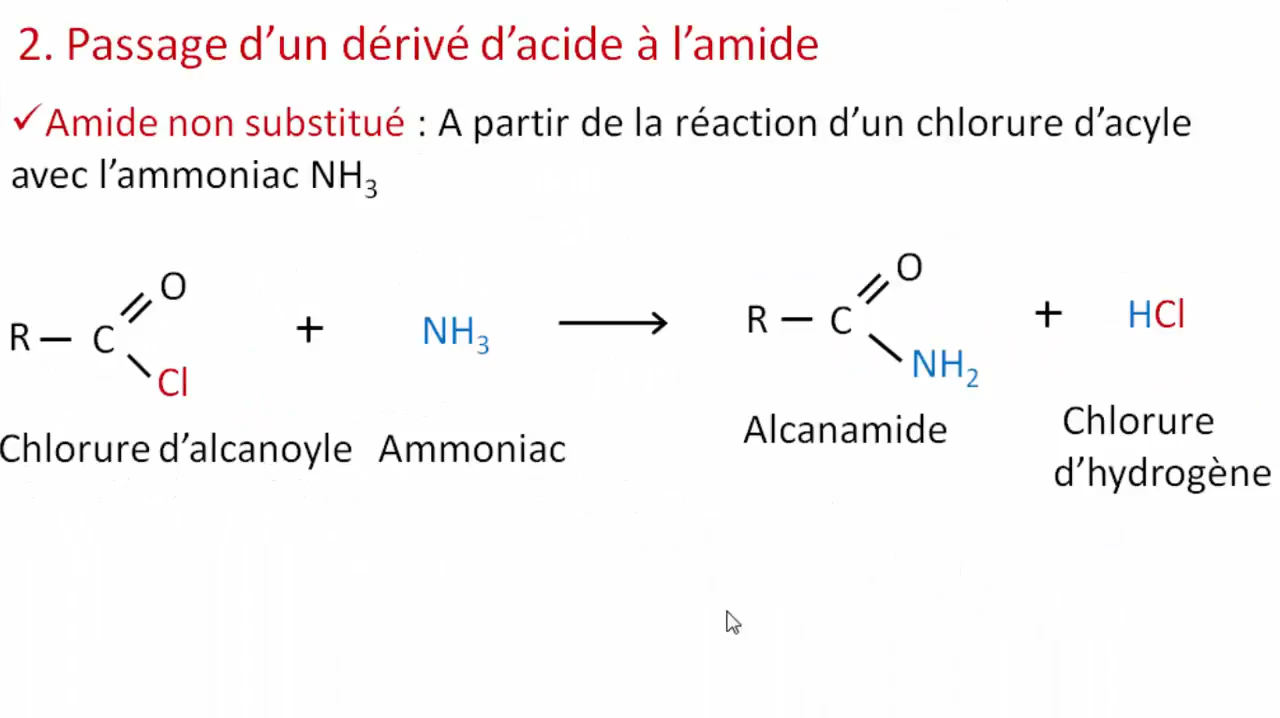 2. Passage d’un dérivé d’acide à l’amide
✓Amide non substitué : A partir de la réaction d’un chlorure d’acyle
avec l’ammoniac NH₃
R — C
O
Cl
+
NH₃
→
R — C
O
NH₂
+
HCl
Chlorure d’alcanoyle
Ammoniac
Alcanamide
Chlorure
d’hydrogène